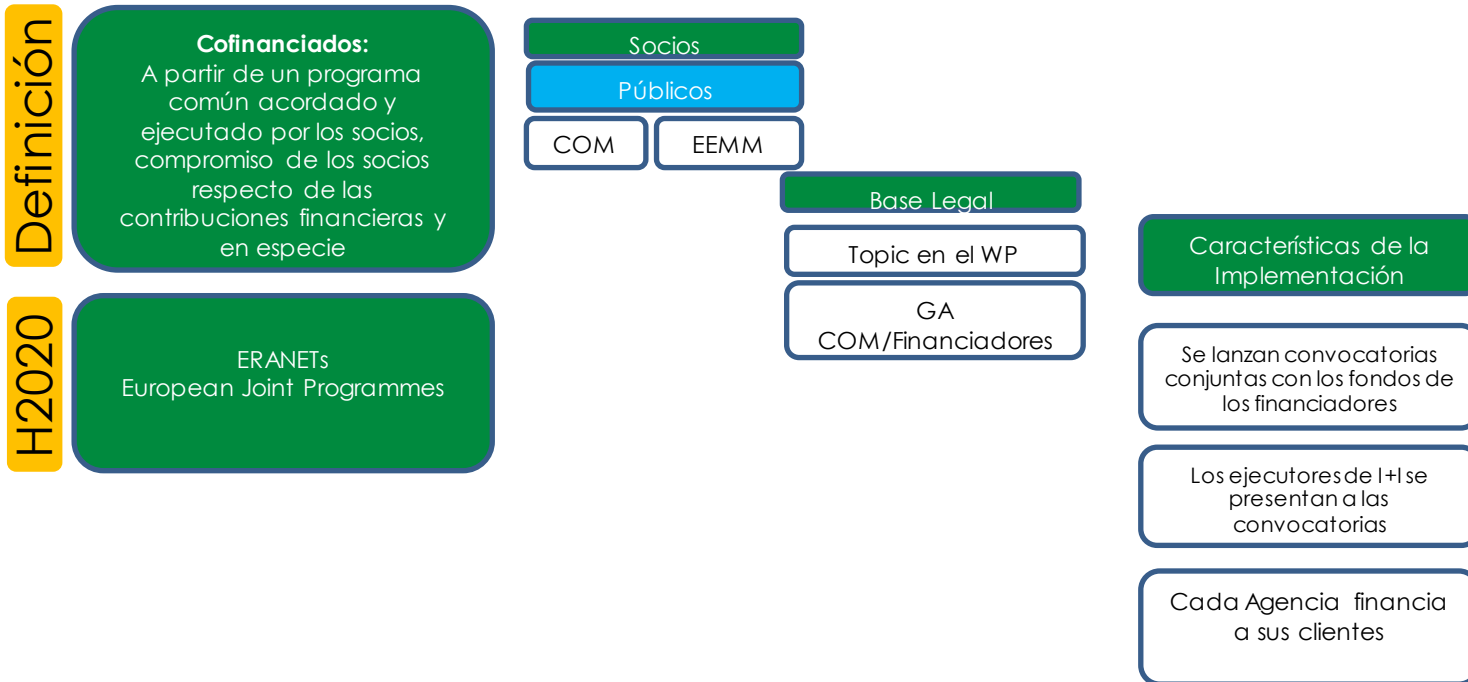 Definición
Cofinanciados:
A partir de un programa
común acordado y
ejecutado por los socios,
compromiso de los socios
respecto de las
contribuciones financieras y
en especie
H2020
ERANETs
European Joint Programmes
Socios
Públicos
COM
EEMM
Base Legal
Topic en el WP
GA
COM/Financiadores
Características de la
Implementación
Se lanzan convocatorias
conjuntas con los fondos de
los financiadores
Los ejecutores de I+I se
presentan a las
convocatorias
Cada Agencia financia
a sus clientes